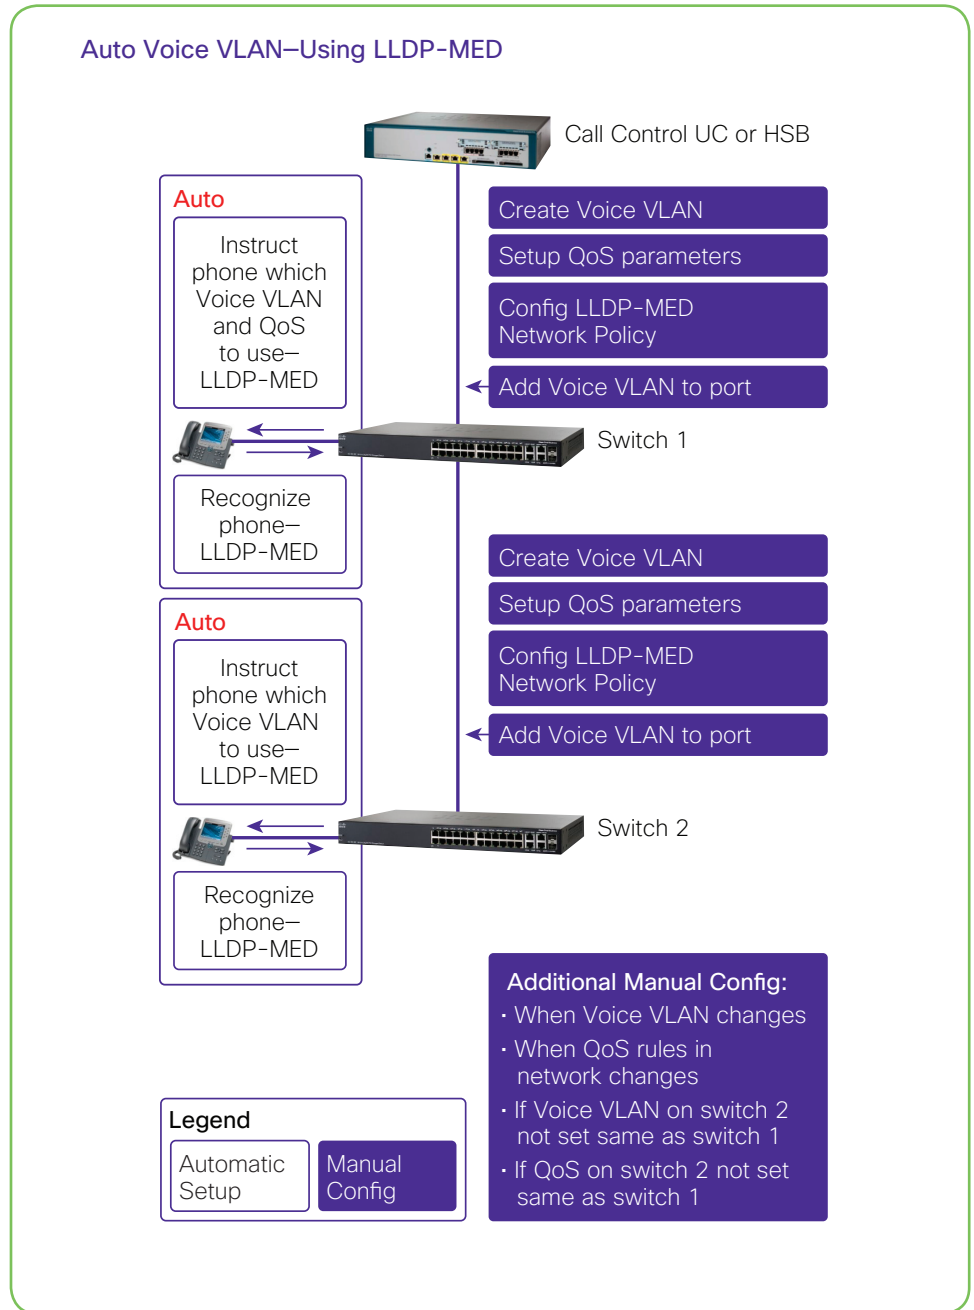 Auto Voice VLAN—Using LLDP-MED
Call Control UC or HSB
Auto
Instruct
phone which
Voice VLAN
and QoS
to use—
LLDP-MED
Create Voice VLAN
Setup QoS parameters
Config LLDP-MED
Network Policy
Add Voice VLAN to port
Switch 1
Recognize
phone—
LLDP-MED
Auto
Instruct
phone which
Voice VLAN
to use—
LLDP-MED
Create Voice VLAN
Setup QoS parameters
Config LLDP-MED
Network Policy
Add Voice VLAN to port
Switch 2
Recognize
phone—
LLDP-MED
Additional Manual Config:
· When Voice VLAN changes
· When QoS rules in
network changes
· If Voice VLAN on switch 2
not set same as switch 1
· If QoS on switch 2 not set
same as switch 1
Legend
Automatic
Setup
Manual
Config